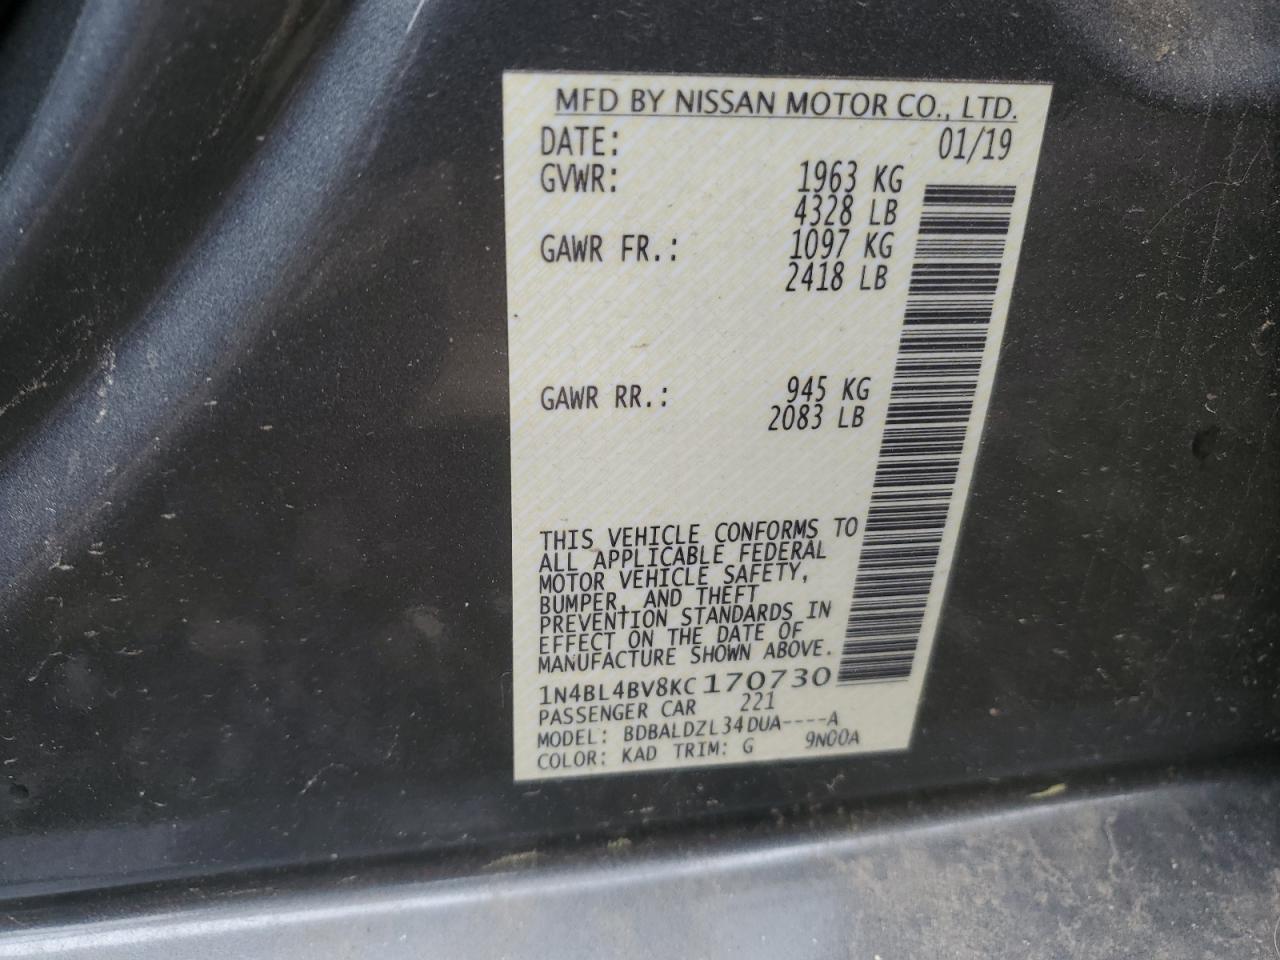 MFD BY NISSAN MOTOR CO., LTD.
DATE: 01/19
GVWR: 1963 KG
4328 LB
GAWR FR.: 1097 KG
2418 LB
GAWR RR.: 945 KG
2083 LB
THIS VEHICLE CONFORMS TO
ALL APPLICABLE FEDERAL
MOTOR VEHICLE SAFETY,
BUMPER, AND THEFT
PREVENTION STANDARDS IN
EFFECT ON THE DATE OF
MANUFACTURE SHOWN ABOVE.
1N4BL4BV8KC170730
PASSENGER CAR 221
MODEL: BDBALDZL34DUA----A
COLOR: KAD TRIM: G 9N00A